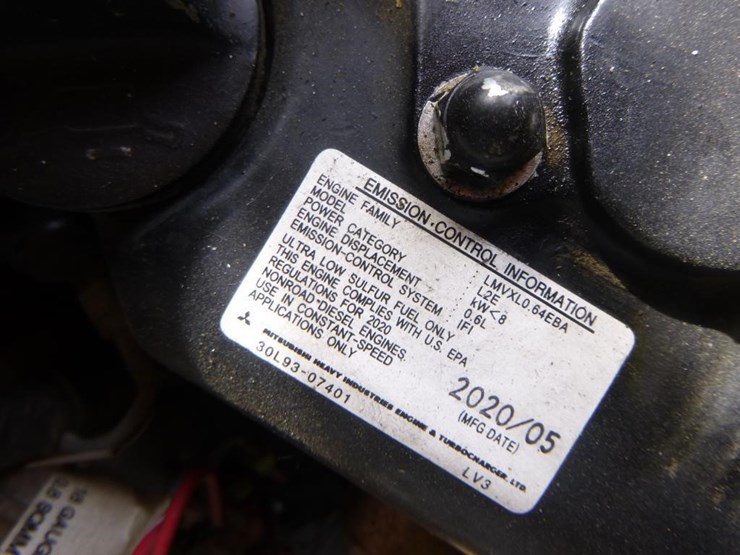 EMISSION-CONTROL INFORMATION
ENGINE FAMILY : LMVXL0.64EBA
MODEL : L2E
POWER CATEGORY : kW<8
ENGINE DISPLACEMENT : 0.6L
EMISSION-CONTROL SYSTEM : IFI
ULTRA LOW SULFUR FUEL ONLY
THIS ENGINE COMPLIES WITH U.S. EPA
REGULATIONS FOR 2020
NONROAD DIESEL ENGINES.
USE IN CONSTANT-SPEED
APPLICATIONS ONLY
2020/05
(MFG DATE)
MITSUBISHI HEAVY INDUSTRIES ENGINE & TURBOCHARGER, LTD.
30L93-07401
LV3
18 GAUG